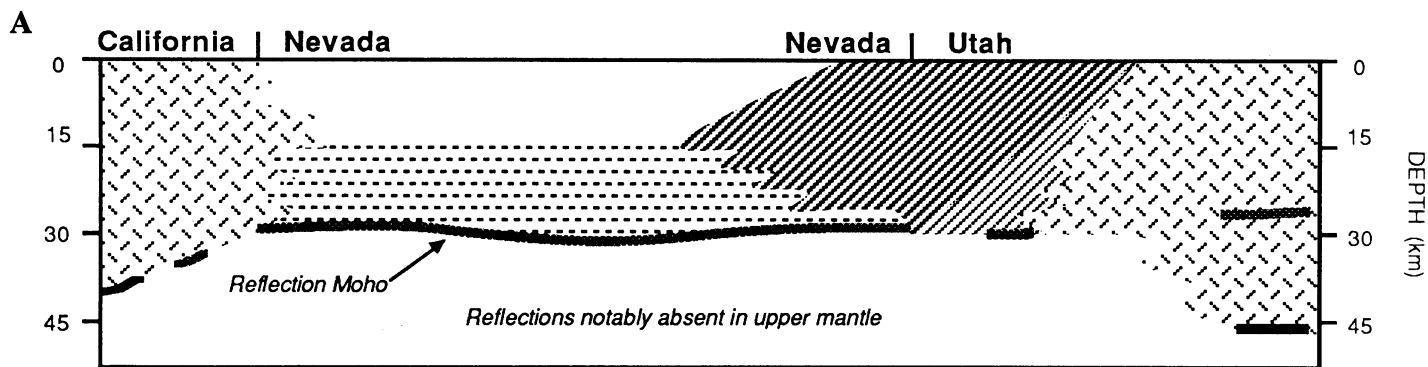 A
California | Nevada Nevada | Utah
0 0
15 15
30 30
45 45
DEPTH (km)
Reflection Moho
Reflections notably absent in upper mantle